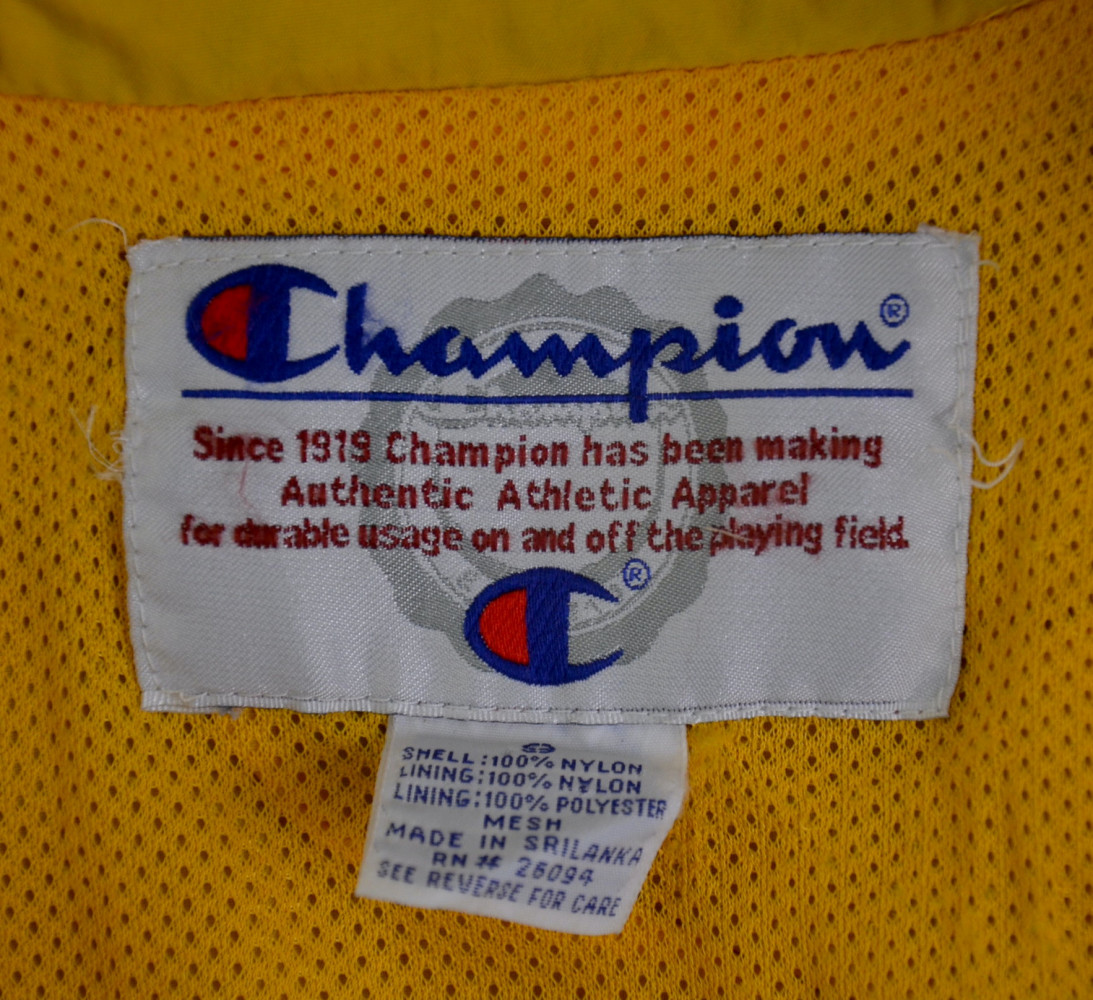 Champion®
Since 1919 Champion has been making
Authentic Athletic Apparel
for durable usage on and off the playing field.
C®
SHELL:100% NYLON
LINING:100% NYLON
LINING:100% POLYESTER
MESH
MADE IN SRILANKA
RN# 26094
SEE REVERSE FOR CARE